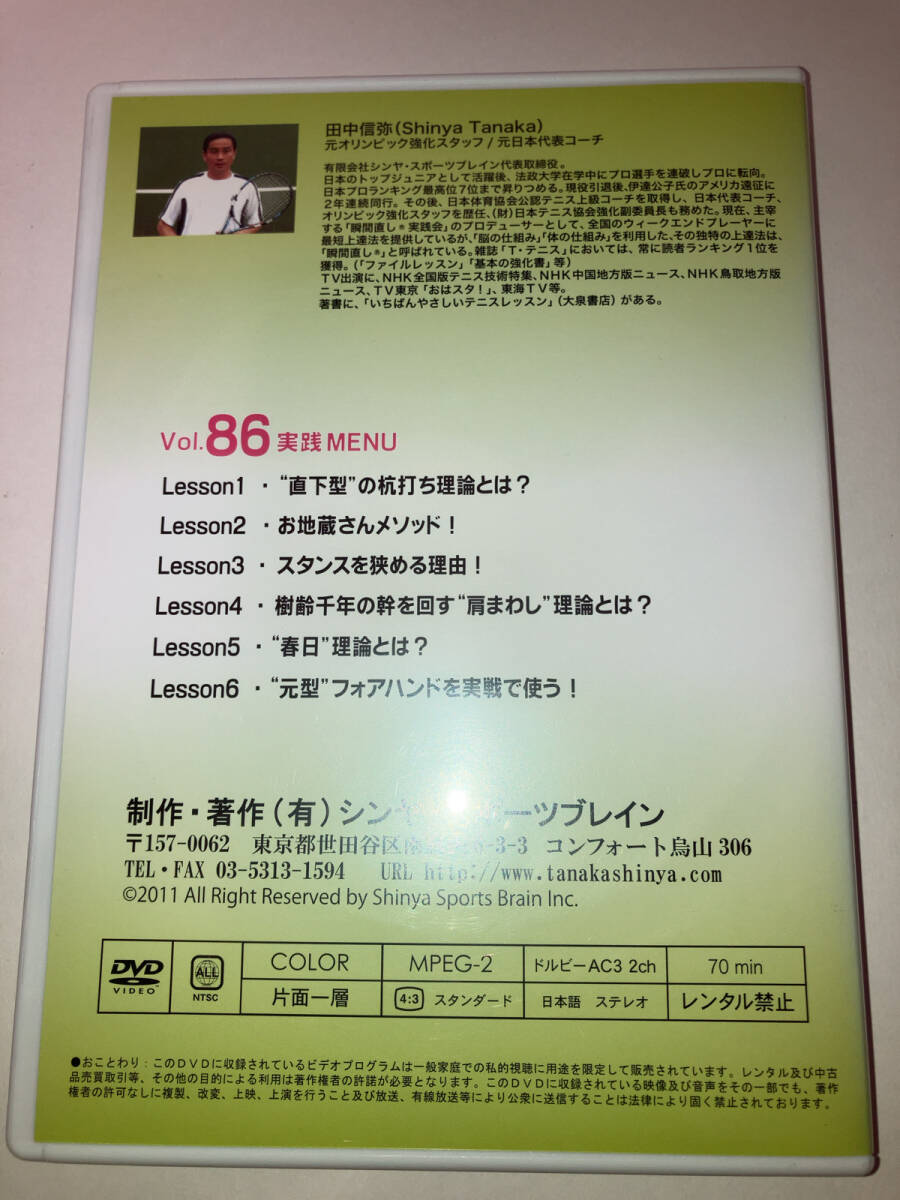 田中信弥(Shinya Tanaka)
元オリンピック強化スタッフ / 元日本代表コーチ
有限会社シンヤ・スポーツブレイン代表取締役。
日本のトップジュニアとして活躍後、法政大学在学中にプロ選手を連破しプロに転向。
日本プロランキング最高位7位まで昇りつめる。現役引退後、伊達公子氏のアメリカ遠征に
2年連続同行。その後、日本体育協会公認テニス上級コーチを取得し、日本代表コーチ、
オリンピック強化スタッフを歴任、(財)日本テニス協会強化副委員長も務めた。現在、主宰
する「瞬間直し® 実践会」のプロデューサーとして、全国のウィークエンドプレーヤーに
最短上達法を提供しているが、「脳の仕組み」「体の仕組み」を利用した、その独特の上達法は、
「瞬間直し®」と呼ばれている。雑誌「T・テニス」においては、常に読者ランキング1位を
獲得。(「ファイルレッスン」「基本の強化書」等)
TV出演に、NHK全国版テニス技術特集、NHK中国地方版ニュース、NHK鳥取地方版
ニュース、TV東京「おはスタ!」、東海TV等。
著書に、「いちばんやさしいテニスレッスン」(大泉書店)がある。
Vol.86 実践MENU
Lesson1 ・ “直下型”の杭打ち理論とは?
Lesson2 ・ お地蔵さんメソッド!
Lesson3 ・ スタンスを狭める理由!
Lesson4 ・ 樹齢千年の幹を回す“肩まわし”理論とは?
Lesson5 ・ “春日”理論とは?
Lesson6 ・ “元型”フォアハンドを実戦で使う!
制作・著作(有)シンヤ・スポーツブレイン
〒157-0062 東京都世田谷区南 -3-3 コンフォート烏山306
TEL・FAX 03-5313-1594 URL http://www.tanakashinya.com
©2011 All Right Reserved by Shinya Sports Brain Inc.
DVD VIDEO ALL NTSC COLOR MPEG-2 ドルビーAC3 2ch 70 min
片面一層 4:3 スタンダード 日本語 ステレオ レンタル禁止
●おことわり:このDVDに収録されているビデオプログラムは一般家庭での私的視聴に用途を限定して販売されています。レンタル及び中古
品売買取引等、その他の目的による利用は著作権者の許諾が必要となります。このDVDに収録されている映像及び音声をその一部でも、著作
権者の許可なしに複製、改変、上映、上演を行うこと及び放送、有線放送等により公衆に送信することは法律により固く禁止されております。